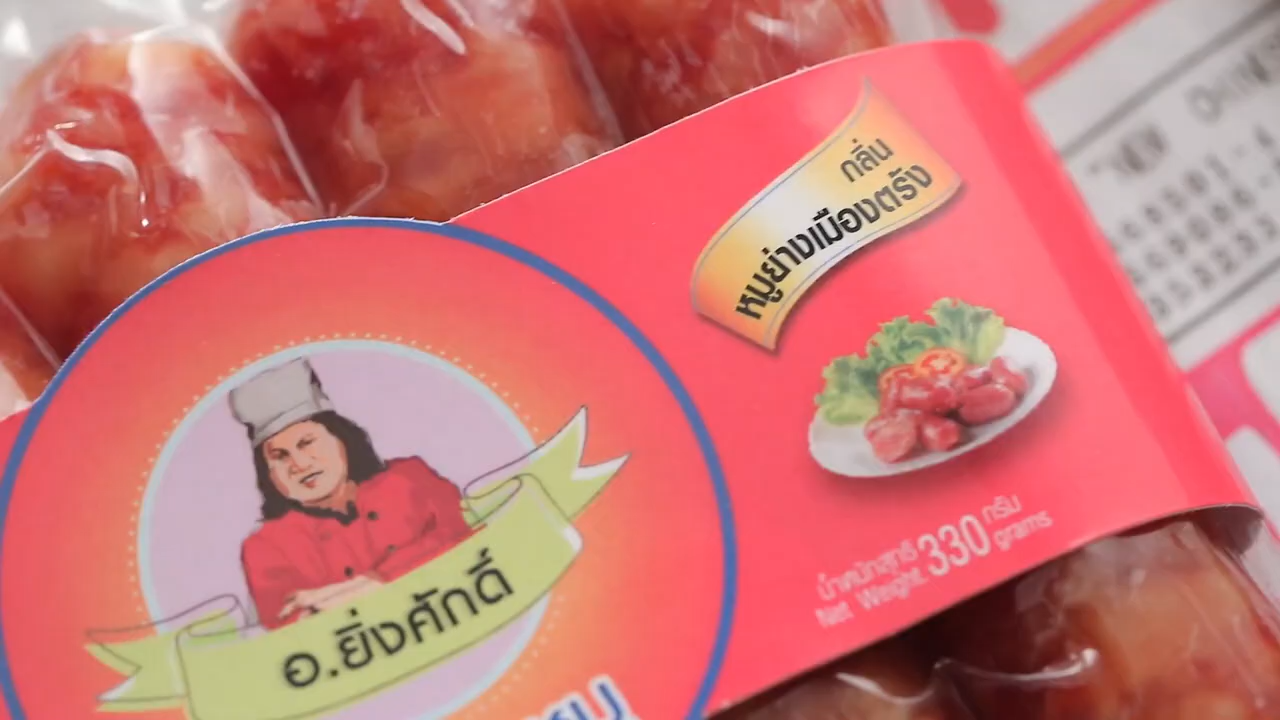 กลิ่น
หมูย่างเมืองตรัง
อ.ยิ่งศักดิ์
น้ำหนักสุทธิ 330 กรัม
Net Weight. grams